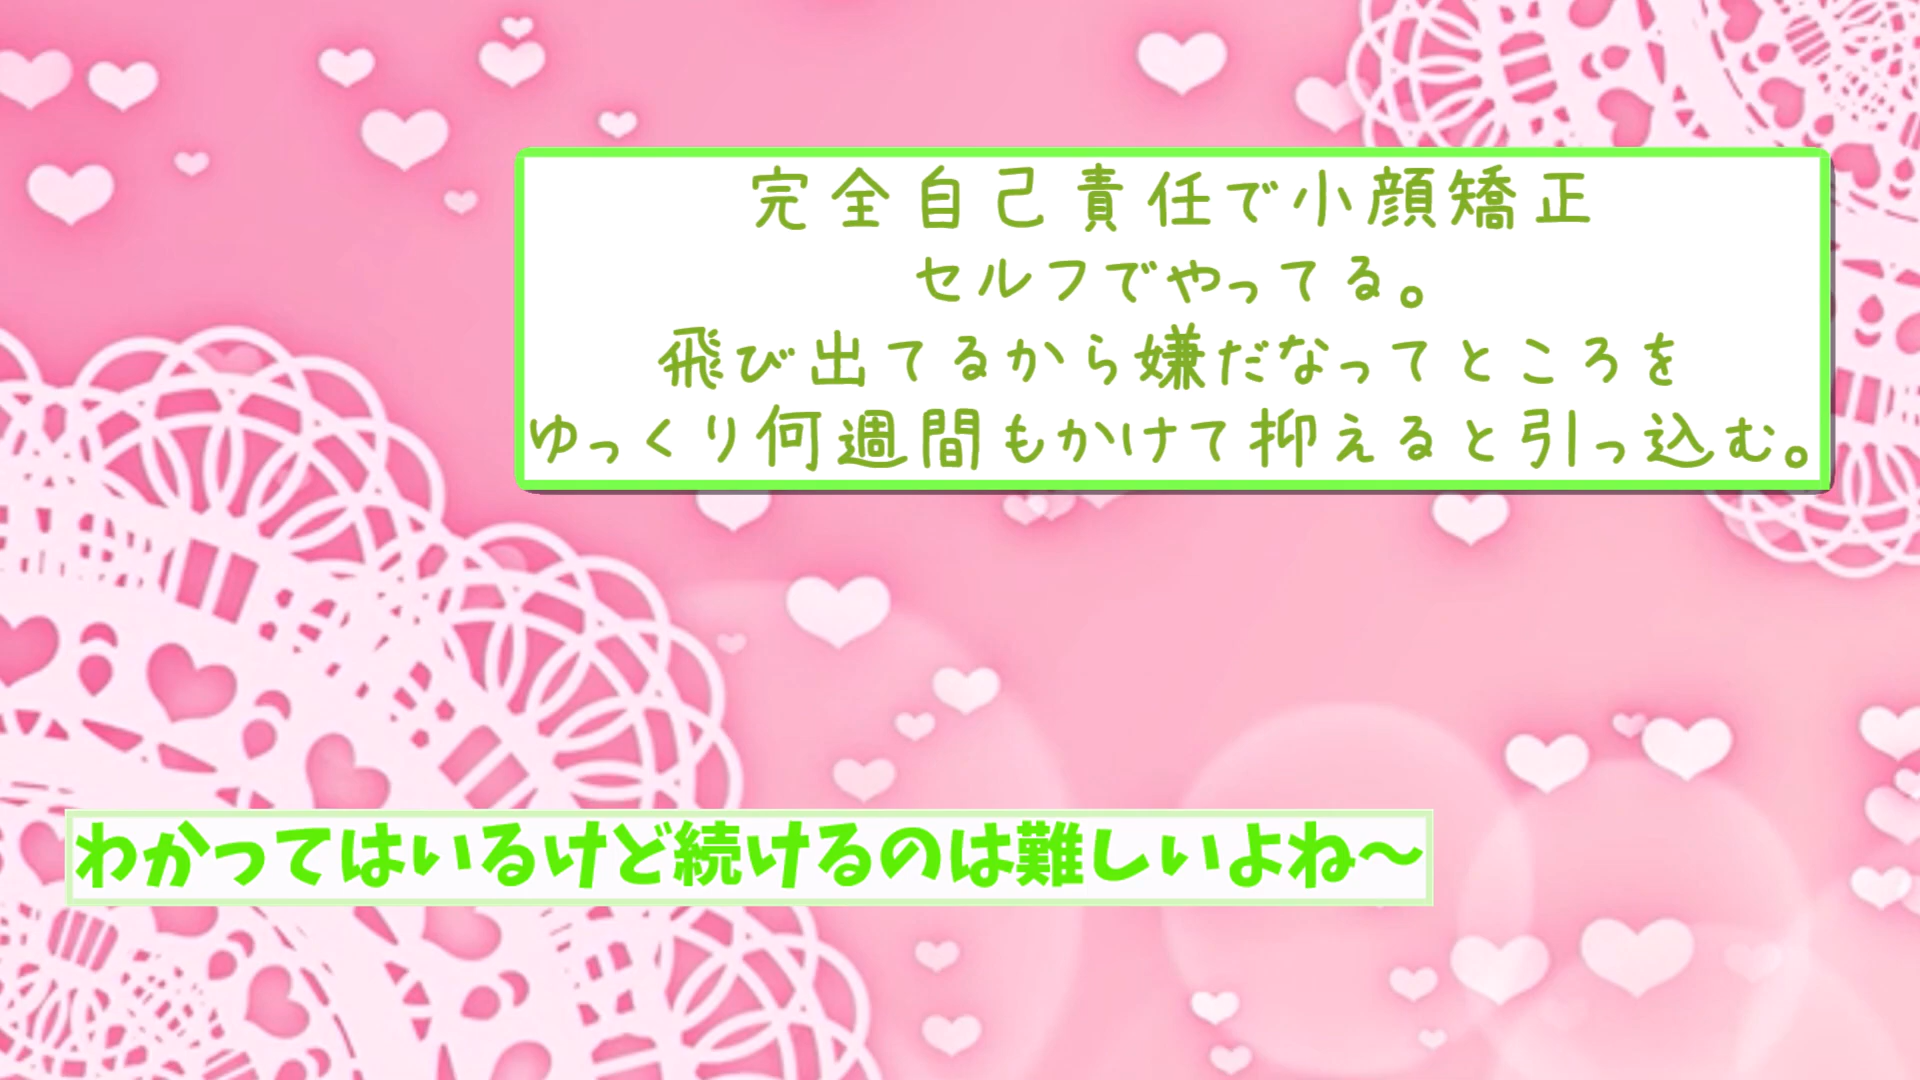 完全自己責任で小顔矯正
セルフでやってる。
飛び出てるから嫌だなってところを
ゆっくり何週間もかけて抑えると引っ込む。
わかってはいるけど続けるのは難しいよね～